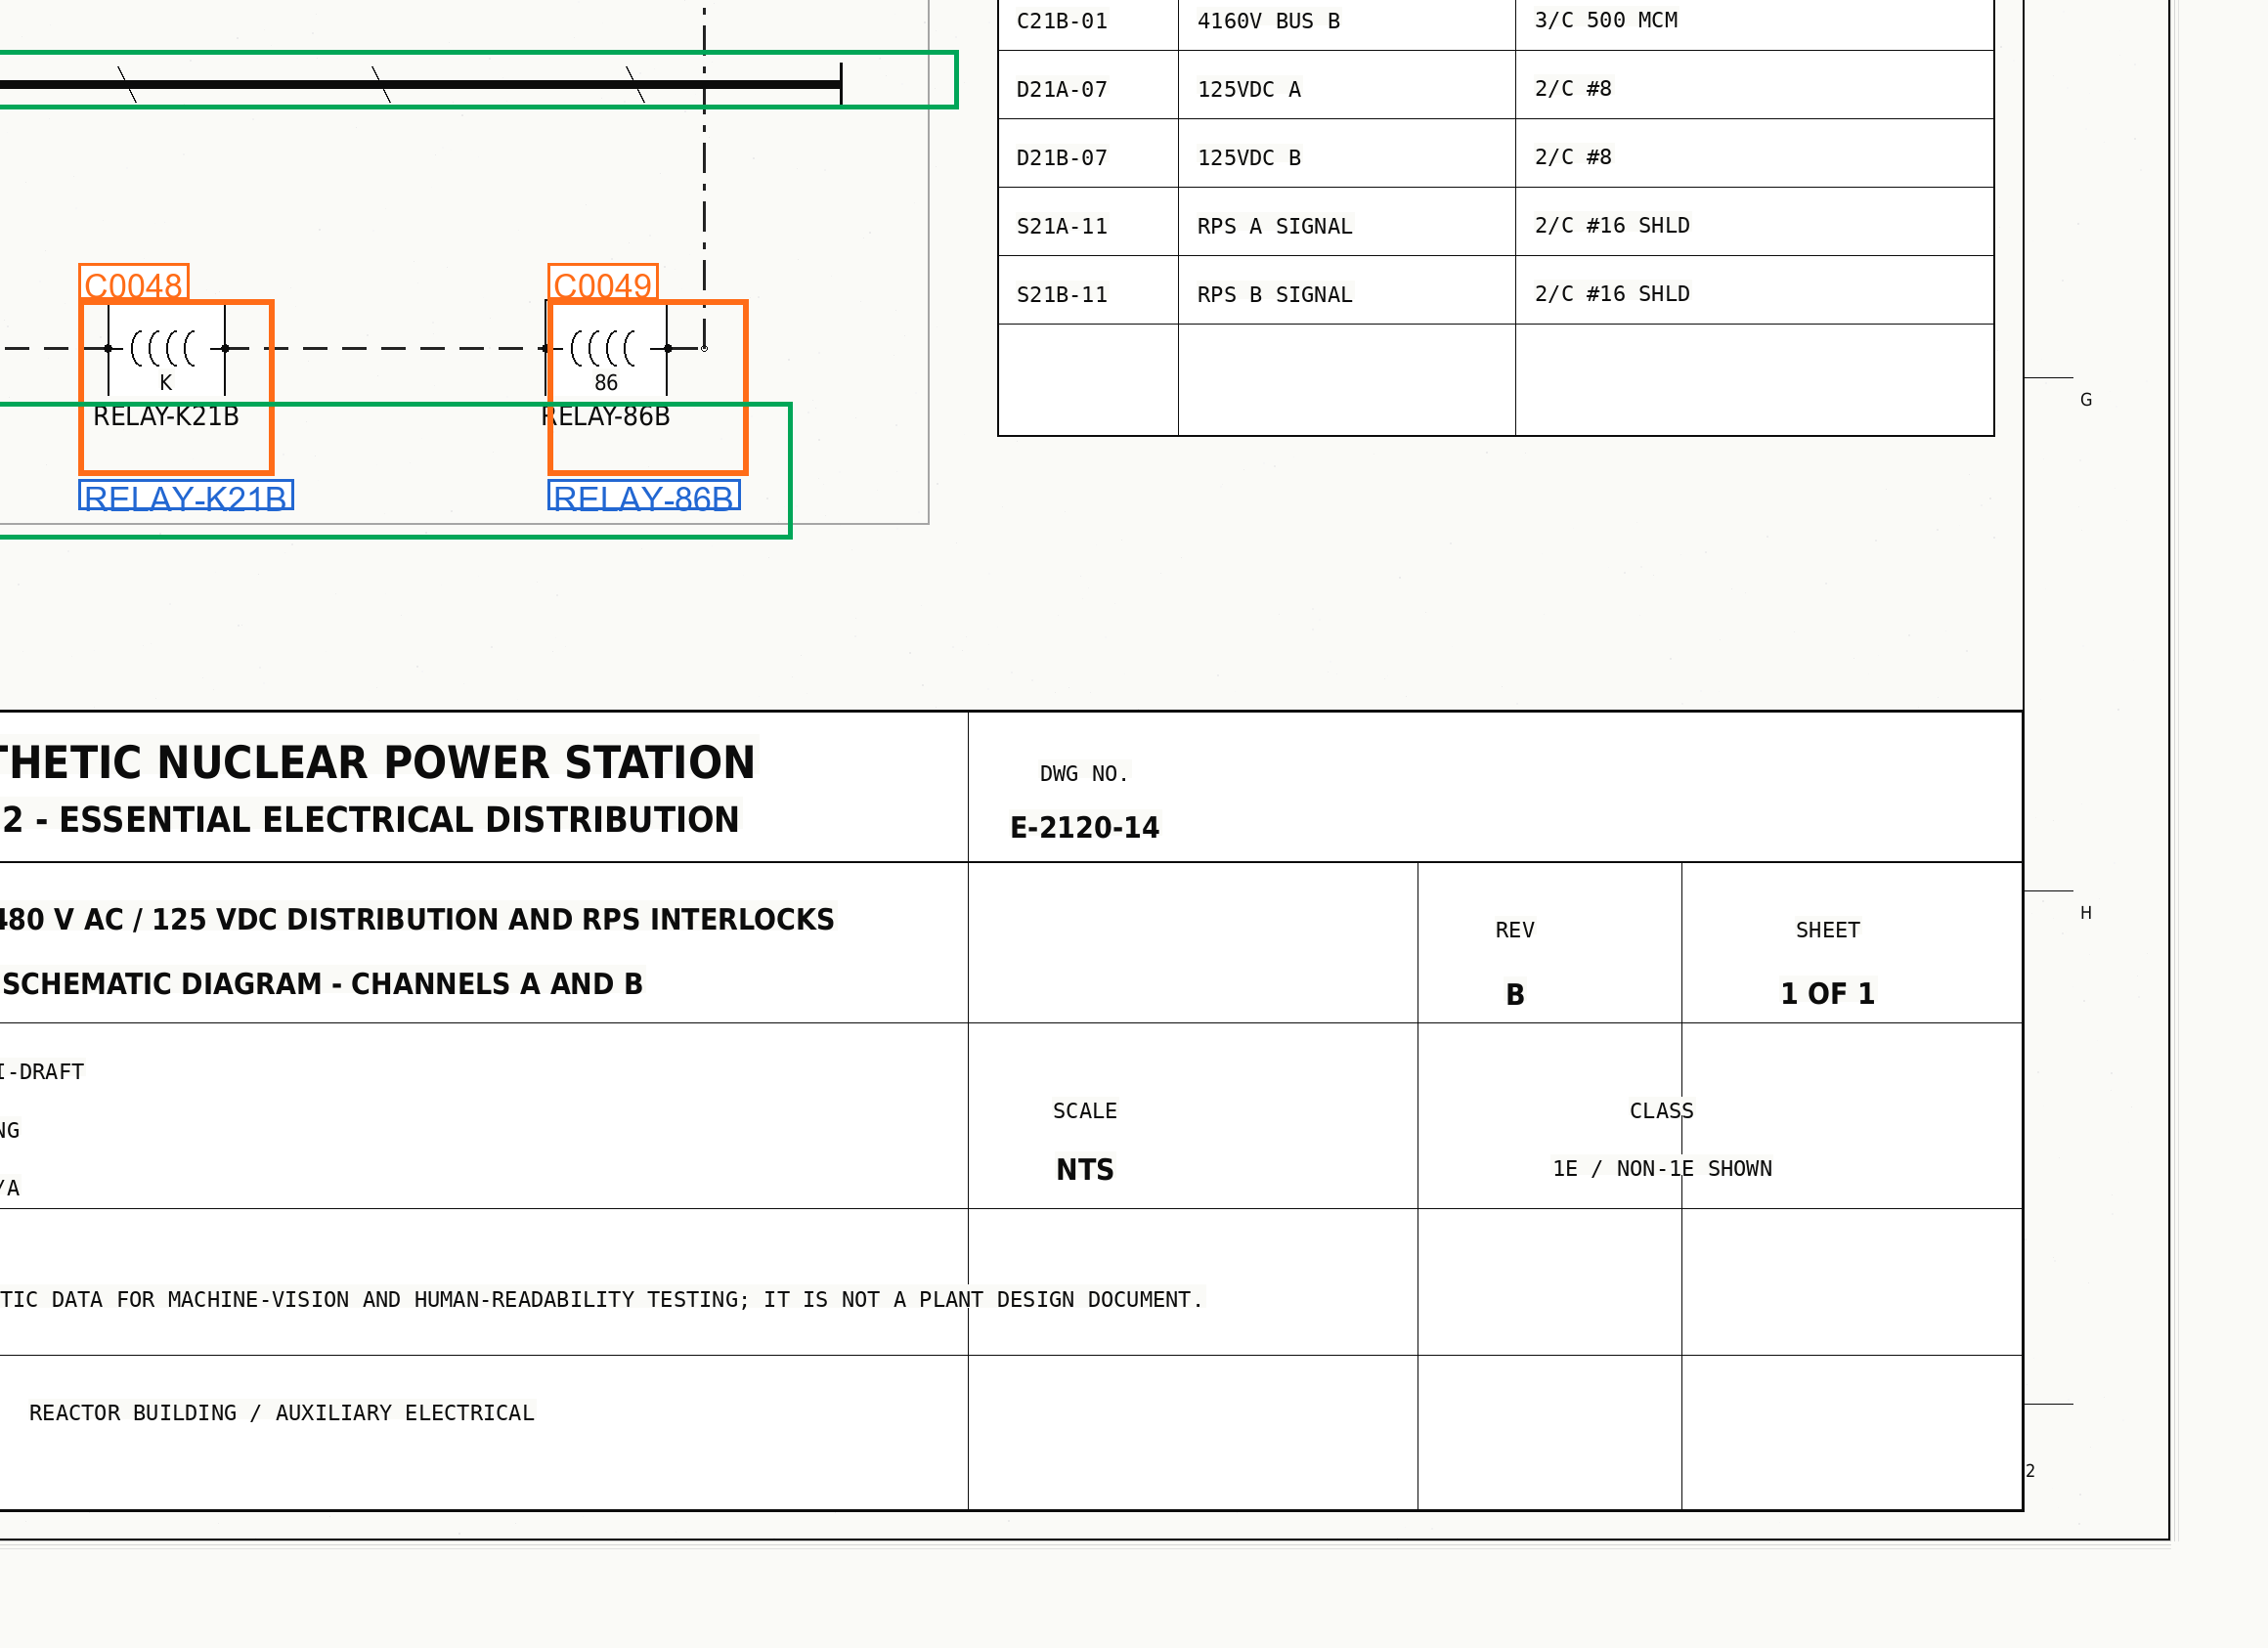 C21B-01 4160V BUS B 3/C 500 MCM
D21A-07 125VDC A 2/C #8
D21B-07 125VDC B 2/C #8
S21A-11 RPS A SIGNAL 2/C #16 SHLD
S21B-11 RPS B SIGNAL 2/C #16 SHLD
C0048 C0049
K 86
RELAY-K21B RELAY-86B
RELAY-K21B RELAY-86B
G
THETIC NUCLEAR POWER STATION
2 - ESSENTIAL ELECTRICAL DISTRIBUTION
DWG NO.
E-2120-14
480 V AC / 125 VDC DISTRIBUTION AND RPS INTERLOCKS
SCHEMATIC DIAGRAM - CHANNELS A AND B
REV SHEET
B 1 OF 1
H
I-DRAFT
NG
/A
SCALE CLASS
NTS 1E / NON-1E SHOWN
TIC DATA FOR MACHINE-VISION AND HUMAN-READABILITY TESTING; IT IS NOT A PLANT DESIGN DOCUMENT.
REACTOR BUILDING / AUXILIARY ELECTRICAL
2